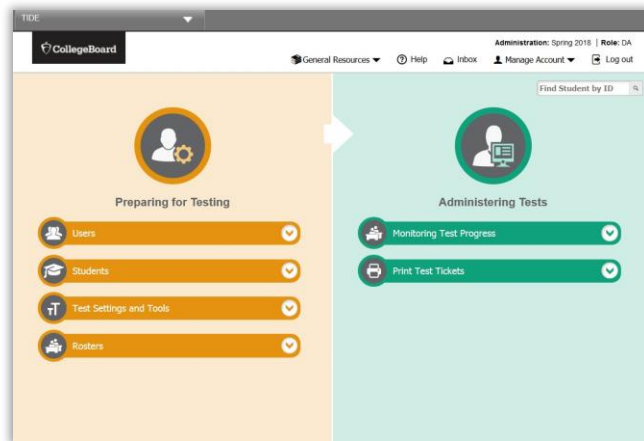 TIDE
CollegeBoard
Administration: Spring 2018 | Role: DA
General Resources Help Inbox Manage Account Log out
Find Student by ID
Preparing for Testing
Administering Tests
Users
Monitoring Test Progress
Students
Print Test Tickets
Test Settings and Tools
Rosters